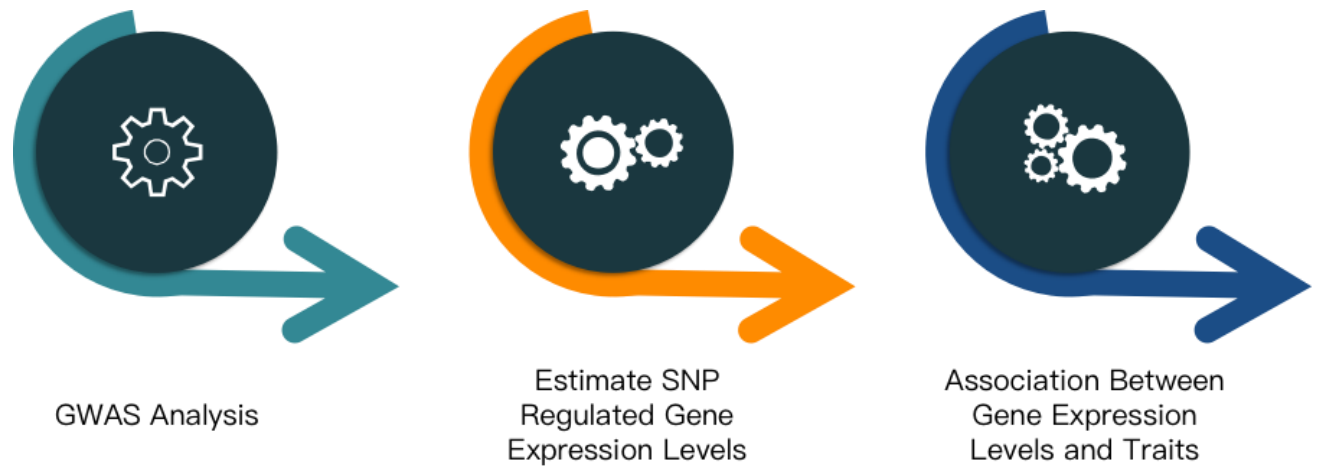 GWAS Analysis
Estimate SNP
Regulated Gene
Expression Levels
Association Between
Gene Expression
Levels and Traits